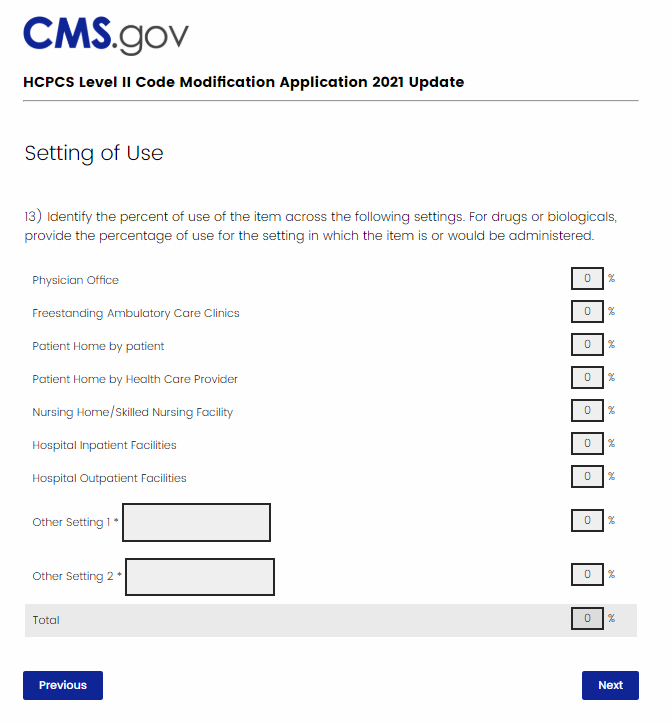 CMS.gov
HCPCS Level II Code Modification Application 2021 Update
Setting of Use
13) Identify the percent of use of the item across the following settings. For drugs or biologicals,
provide the percentage of use for the setting in which the item is or would be administered.
Physician Office 0 %
Freestanding Ambulatory Care Clinics 0 %
Patient Home by patient 0 %
Patient Home by Health Care Provider 0 %
Nursing Home/Skilled Nursing Facility 0 %
Hospital Inpatient Facilities 0 %
Hospital Outpatient Facilities 0 %
Other Setting 1 * 0 %
Other Setting 2 * 0 %
Total 0 %
Previous Next